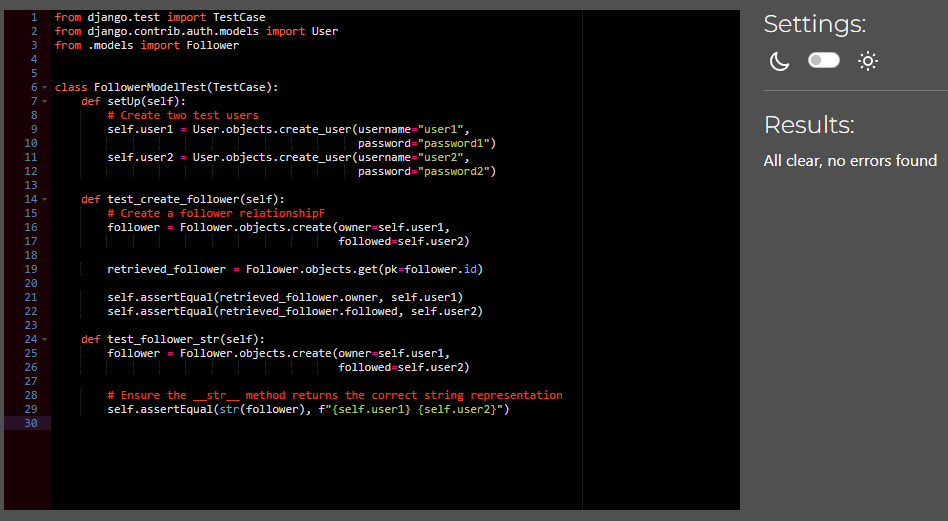 1 from django.test import TestCase
2 from django.contrib.auth.models import User
3 from .models import Follower
4
5
6 class FollowerModelTest(TestCase):
7     def setUp(self):
8         # Create two test users
9         self.user1 = User.objects.create_user(username="user1",
10                                               password="password1")
11         self.user2 = User.objects.create_user(username="user2",
12                                               password="password2")
13
14     def test_create_follower(self):
15         # Create a follower relationshipF
16         follower = Follower.objects.create(owner=self.user1,
17                                            followed=self.user2)
18
19         retrieved_follower = Follower.objects.get(pk=follower.id)
20
21         self.assertEqual(retrieved_follower.owner, self.user1)
22         self.assertEqual(retrieved_follower.followed, self.user2)
23
24     def test_follower_str(self):
25         follower = Follower.objects.create(owner=self.user1,
26                                            followed=self.user2)
27
28         # Ensure the __str__ method returns the correct string representation
29         self.assertEqual(str(follower), f"{self.user1} {self.user2}")
30
Settings:
Results:
All clear, no errors found